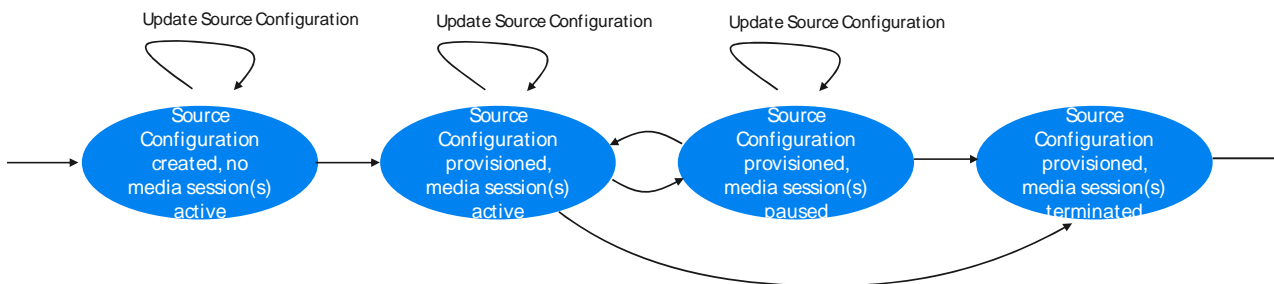 Update Source Configuration
Update Source Configuration
Update Source Configuration
Source
Configuration
created, no
media session(s)
active
Source
Configuration
provisioned,
media session(s)
active
Source
Configuration
provisioned,
media session(s)
paused
Source
Configuration
provisioned,
media session(s)
terminated